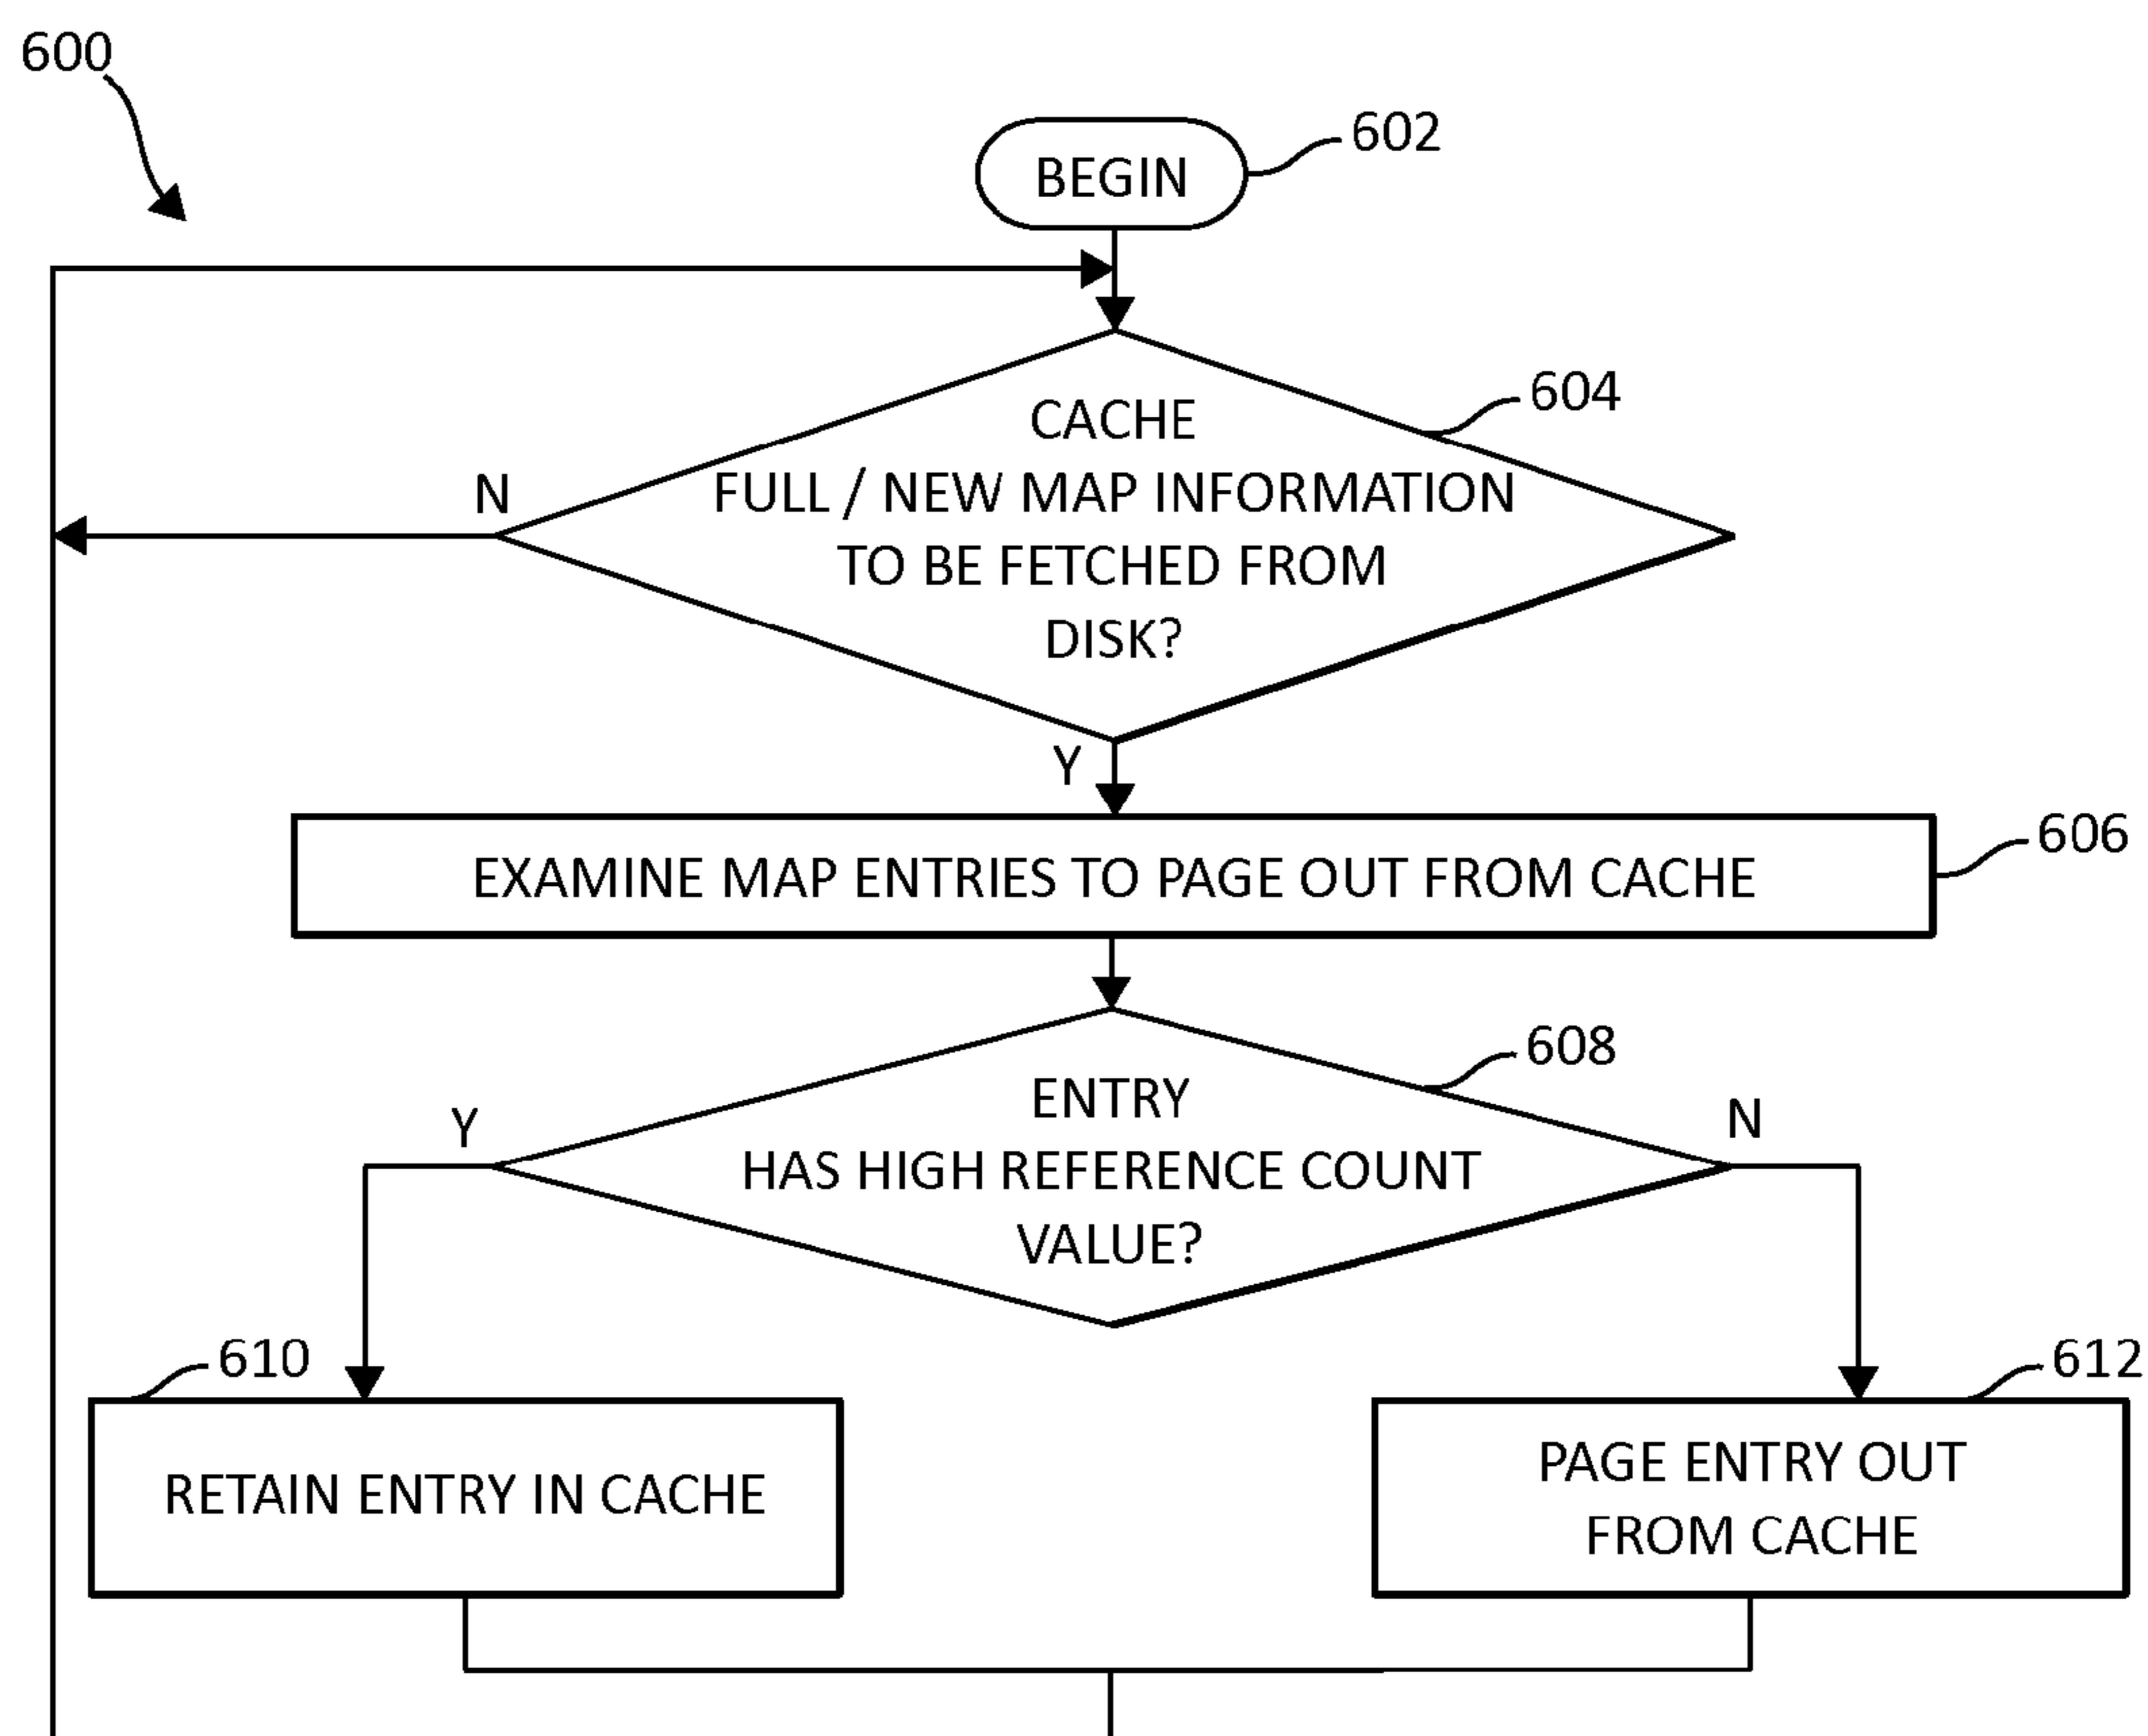 600
602
BEGIN
604
CACHE
FULL / NEW MAP INFORMATION
TO BE FETCHED FROM
DISK?
N
Y
606
EXAMINE MAP ENTRIES TO PAGE OUT FROM CACHE
608
ENTRY
HAS HIGH REFERENCE COUNT
VALUE?
Y
N
610
RETAIN ENTRY IN CACHE
612
PAGE ENTRY OUT
FROM CACHE